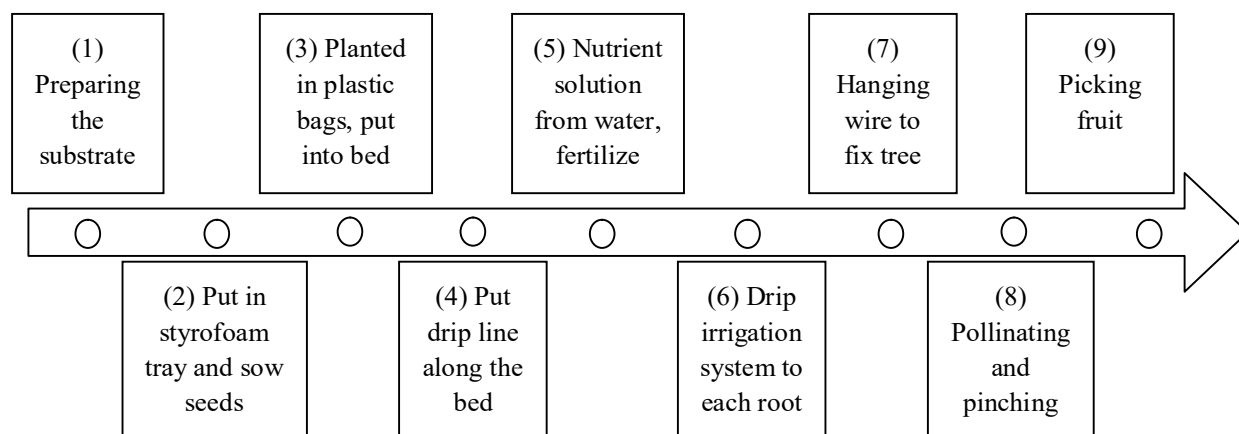 (1)
Preparing
the
substrate
(2) Put in
styrofoam
tray and sow
seeds
(3) Planted
in plastic
bags, put
into bed
(4) Put
drip line
along the
bed
(5) Nutrient
solution
from water,
fertilize
(6) Drip
irrigation
system to
each root
(7)
Hanging
wire to
fix tree
(8)
Pollinating
and
pinching
(9)
Picking
fruit